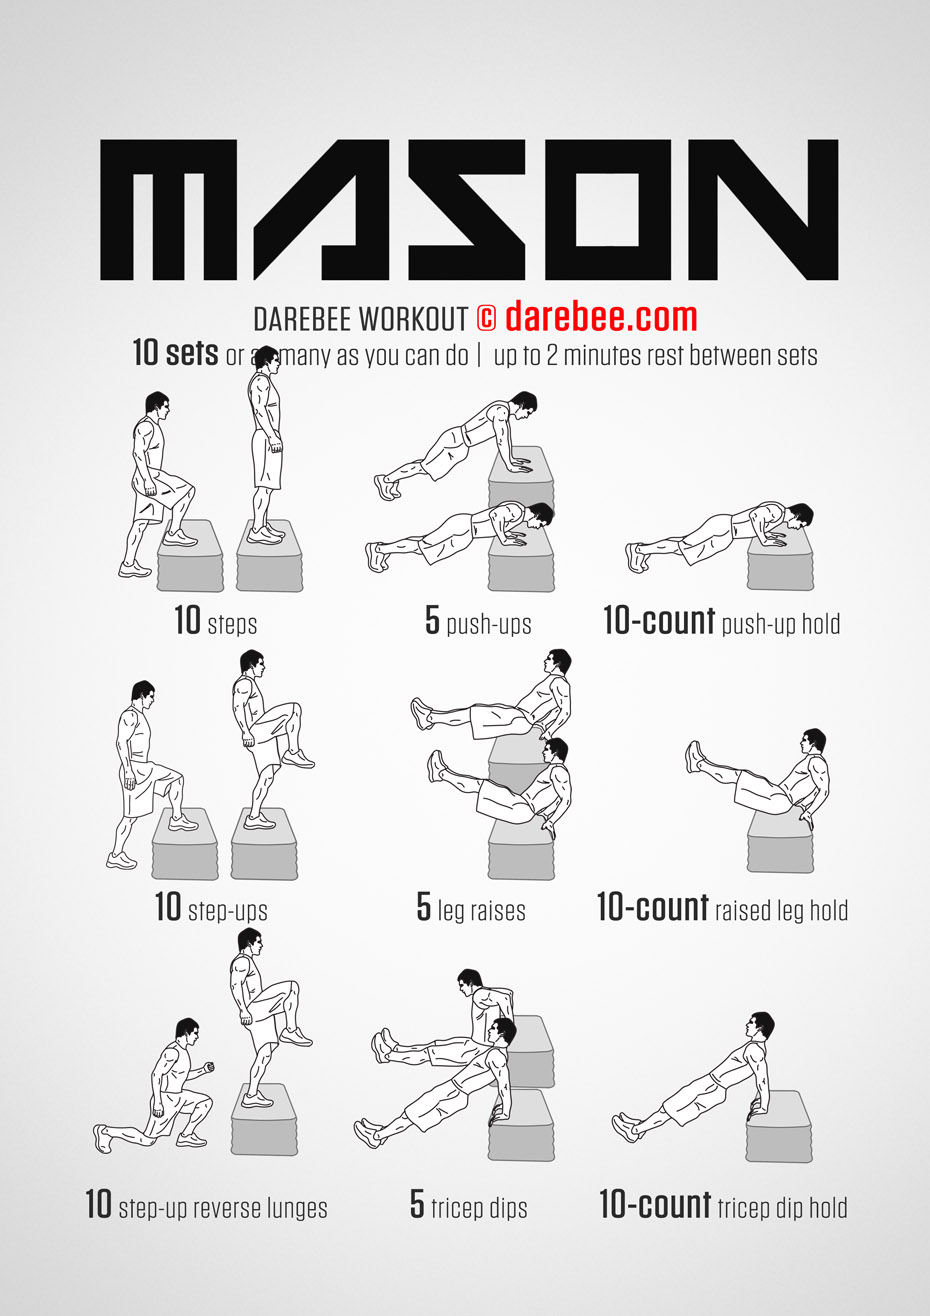 MASON
DAREBEE WORKOUT © darebee.com
10 sets or many as you can do | up to 2 minutes rest between sets
10 steps
5 push-ups
10-count push-up hold
10 step-ups
5 leg raises
10-count raised leg hold
10 step-up reverse lunges
5 tricep dips
10-count tricep dip hold